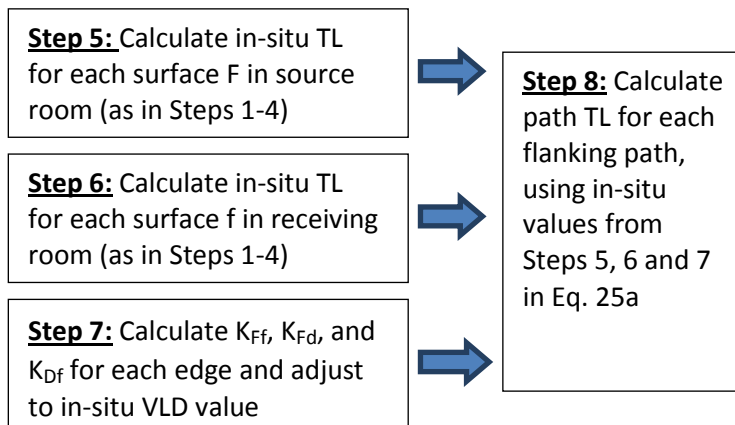 Step 5: Calculate in-situ TL
for each surface F in source
room (as in Steps 1-4)
Step 6: Calculate in-situ TL
for each surface f in receiving
room (as in Steps 1-4)
Step 7: Calculate KFf, KFd, and
KDf for each edge and adjust
to in-situ VLD value
Step 8: Calculate
path TL for each
flanking path,
using in-situ
values from
Steps 5, 6 and 7
in Eq. 25a